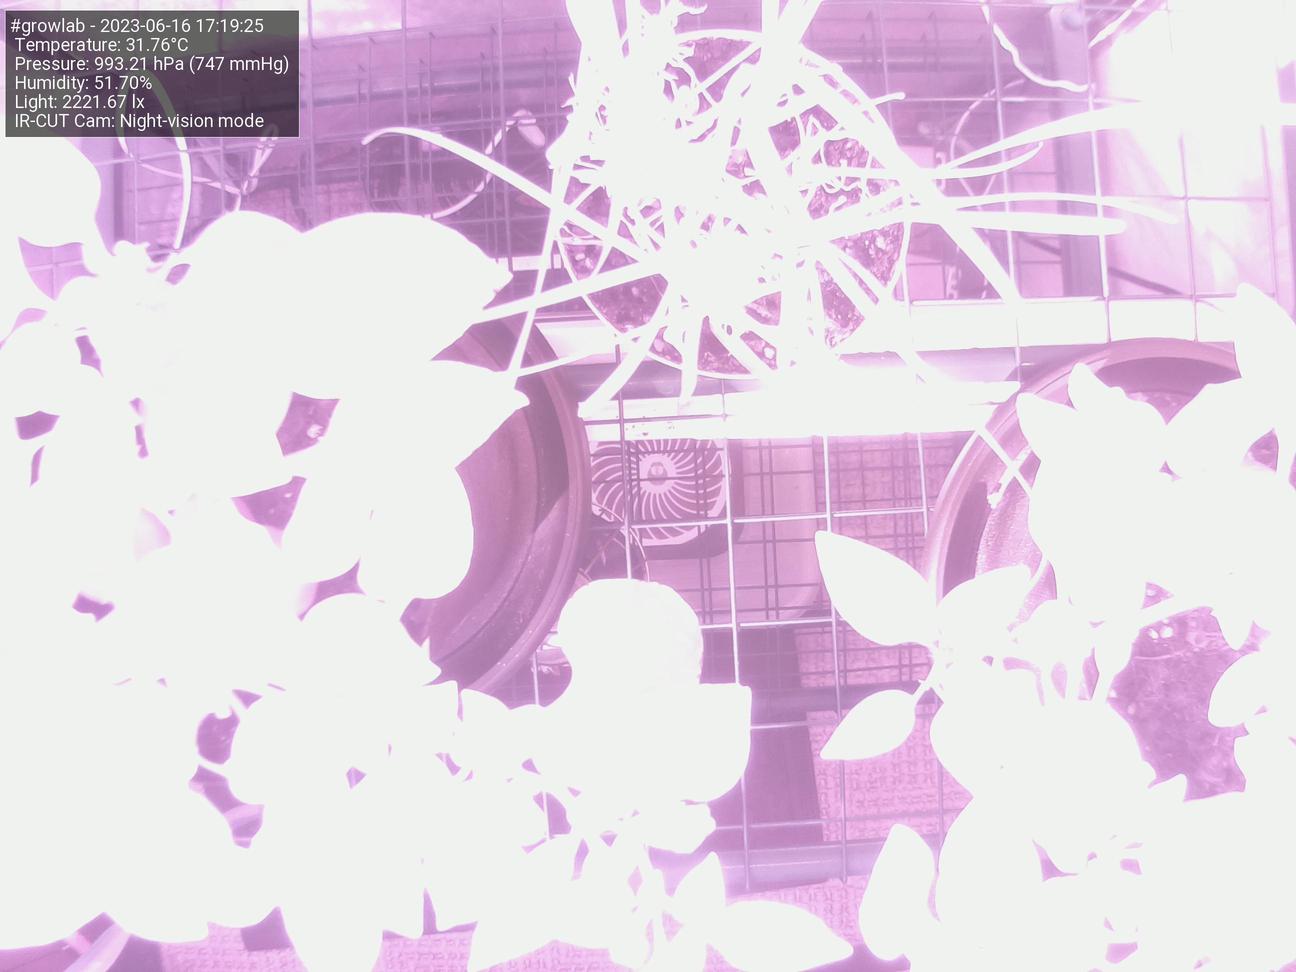 #growlab - 2023-06-16 17:19:25
Temperature: 31.76°C
Pressure: 993.21 hPa (747 mmHg)
Humidity: 51.70%
Light: 2221.67 lx
IR-CUT Cam: Night-vision mode